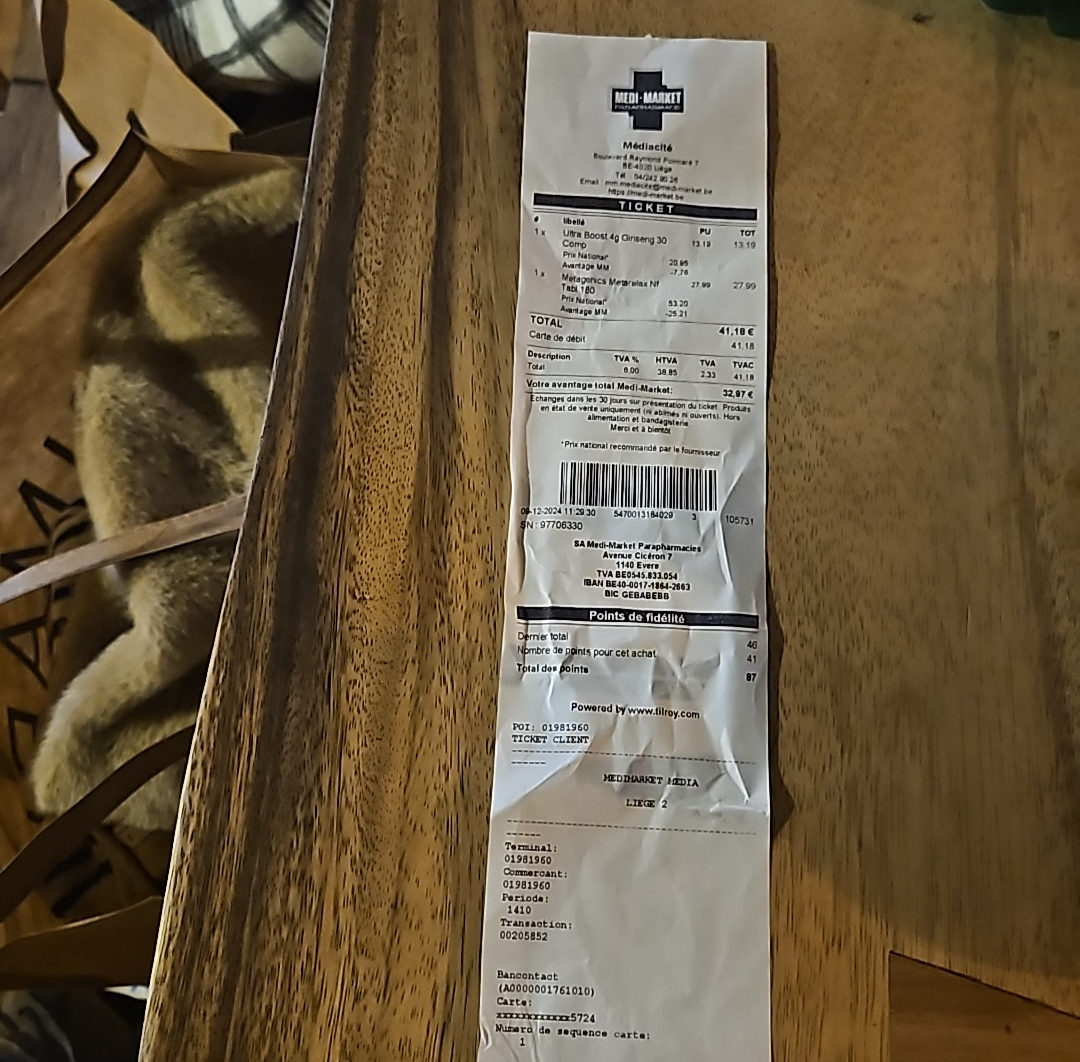 MEDI-MARKET
PARAPHARMACIE
Médiacité
Boulevard Raymond Poincaré 7
BE-4020 Liège
Tél : 04/242 90 26
Email : mm.mediacite@medi-market.be
https://medi-market.be
TICKET
# libellé PU TOT
1 x Ultra Boost 4g Ginseng 30 Comp 13.19 13.19
Prix National* 20.95
Avantage MM -7.76
1 x Metagenics Metarelax Nf Tabl 180 27.99 27.99
Prix National* 53.20
Avantage MM -25.21
TOTAL 41,18 €
Carte de débit 41.18
Description TVA % HTVA TVA TVAC
Total 6.00 38.85 2.33 41.18
Votre avantage total Medi-Market: 32,97 €
Echanges dans les 30 jours sur présentation du ticket. Produits
en état de vente uniquement (ni abîmés ni ouverts). Hors
alimentation et bandagisterie.
Merci et à bientôt
*Prix national recommandé par le fournisseur
-12-2024 11:29:30 5470013184029 3 105731
SN : 97706330
SA Medi-Market Parapharmacies
Avenue Cicéron 7
1140 Evere
TVA BE0545.833.054
IBAN BE40-0017-1864-2663
BIC GEBABEBB
Points de fidélité
Dernier total 46
Nombre de points pour cet achat 41
Total des points 87
Powered by www.tilroy.com
POI: 01981960
TICKET CLIENT
MEDIMARKET MEDIA
LIEGE 2
Terminal:
01981960
Commercant:
01981960
Periode:
1410
Transaction:
00205852
Bancontact
(A0000001761010)
Carte:
xxxxxxxxxxxx5724
Numero de sequence carte:
1